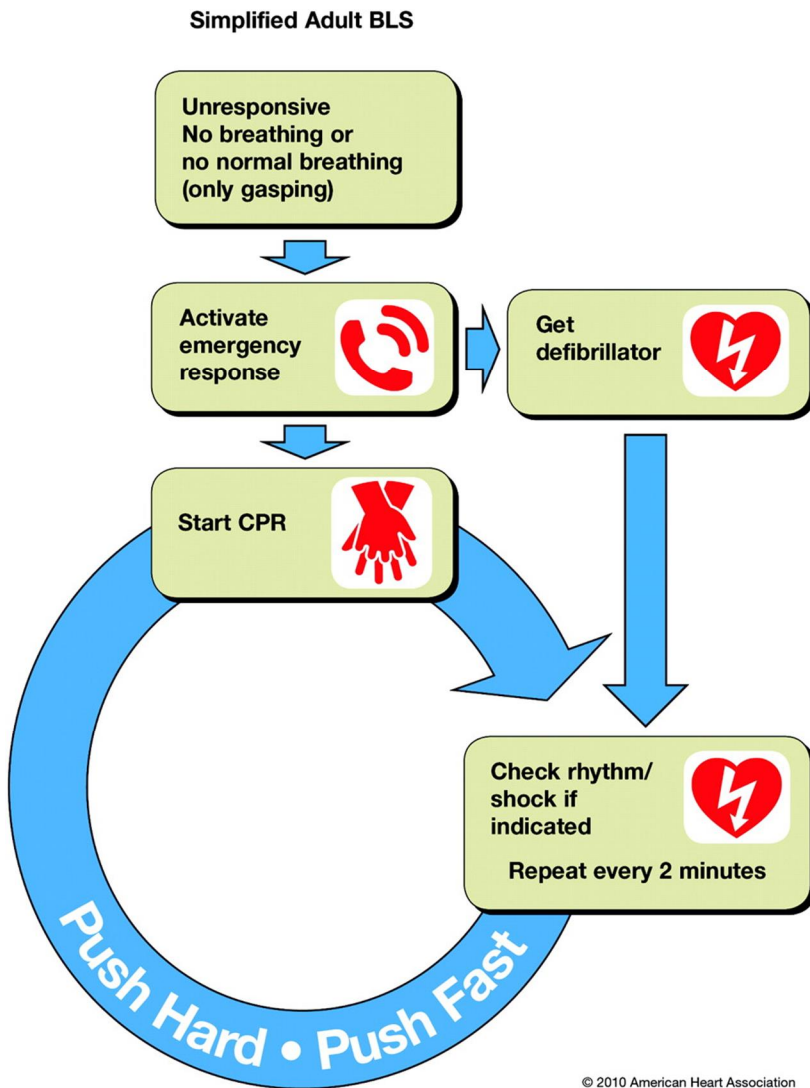 Simplified Adult BLS
Unresponsive
No breathing or
no normal breathing
(only gasping)
Activate
emergency
response
Get
defibrillator
Start CPR
Check rhythm/
shock if
indicated
Repeat every 2 minutes
Push Hard • Push Fast
© 2010 American Heart Association